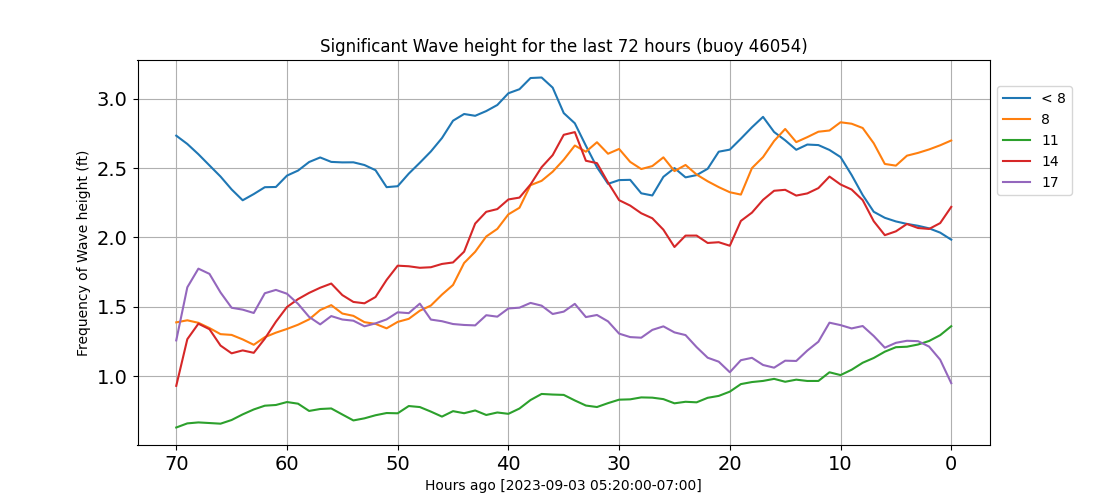 Significant Wave height for the last 72 hours (buoy 46054)
Frequency of Wave height (ft)
3.0
2.5
2.0
1.5
1.0
70 60 50 40 30 20 10 0
Hours ago [2023-09-03 05:20:00-07:00]
< 8
8
11
14
17